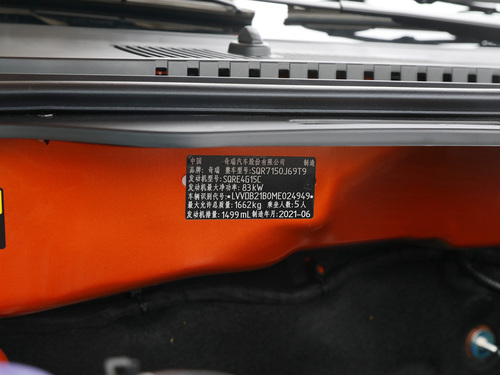 中国 奇瑞汽车股份有限公司 制造
品牌：奇瑞 整车型号：SQR7150J69T9
发动机型号：SQRE4G15C
发动机最大净功率：83kW
车辆识别代号：★LVVDB21B0ME024949★
最大允许总质量：1662kg 乘坐人数：5人
发动机排量：1499mL 制造年月：2021-06